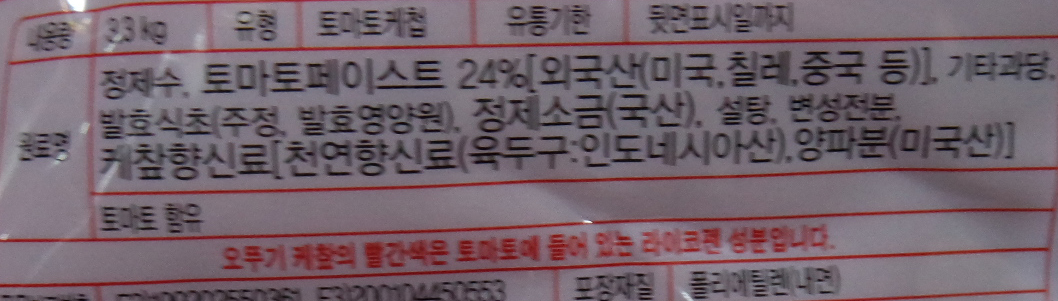 내용량 3.3 kg 유형 토마토케첩 유통기한 뒷면표시일까지
정제수, 토마토페이스트 24%[외국산(미국,칠레,중국 등)], 기타과당,
원료명 발효식초(주정, 발효영양원), 정제소금(국산), 설탕, 변성전분,
케챂향신료[천연향신료(육두구:인도네시아산),양파분(미국산)]
토마토 함유
오뚜기 케챂의 빨간색은 토마토에 들어 있는 라이코펜 성분입니다.
포장재질 폴리에틸렌(내면)